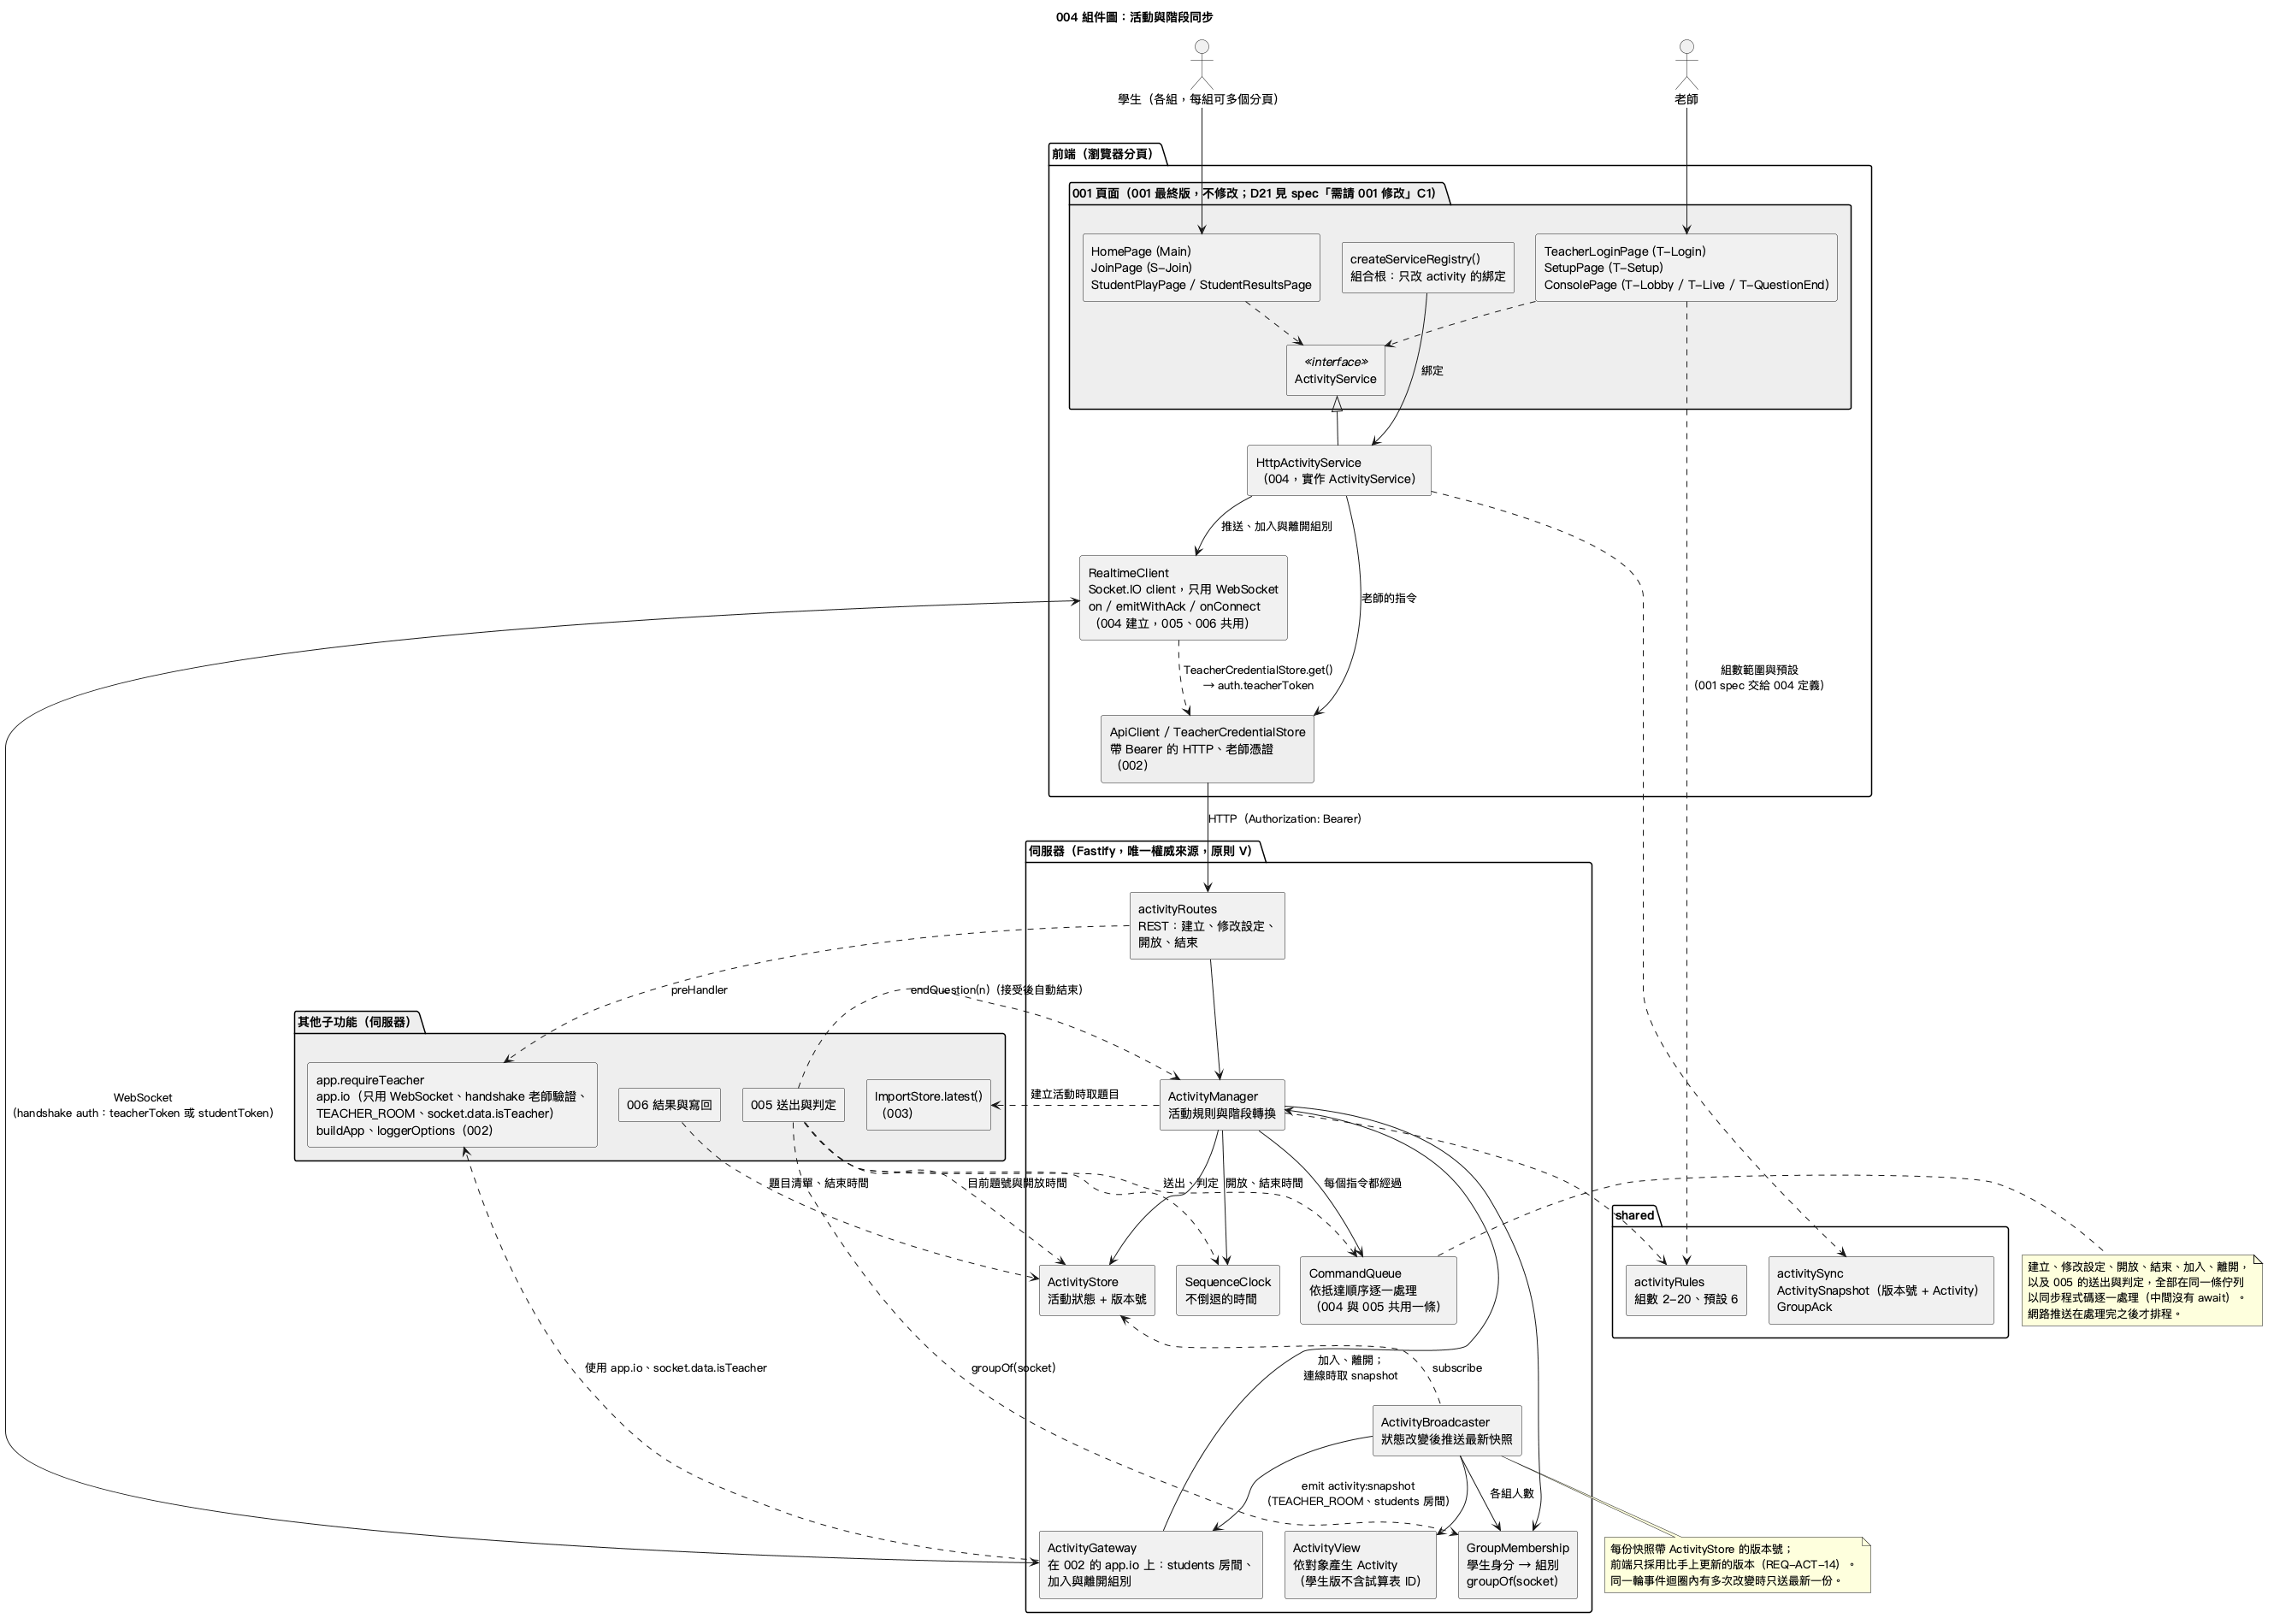 004 組件圖：活動與階段同步
學生（各組，每組可多個分頁）
老師
前端（瀏覽器分頁）
001 頁面（001 最終版，不修改；D21 見 spec「需請 001 修改」C1）
HomePage (Main)
JoinPage (S-Join)
StudentPlayPage / StudentResultsPage
createServiceRegistry()
組合根：只改 activity 的綁定
TeacherLoginPage (T-Login)
SetupPage (T-Setup)
ConsolePage (T-Lobby / T-Live / T-QuestionEnd)
«interface»
ActivityService
綁定
HttpActivityService
（004，實作 ActivityService）
推送、加入與離開組別
RealtimeClient
Socket.IO client，只用 WebSocket
on / emitWithAck / onConnect
（004 建立，005、006 共用）
老師的指令
TeacherCredentialStore.get()
→ auth.teacherToken
組數範圍與預設
（001 spec 交給 004 定義）
ApiClient / TeacherCredentialStore
帶 Bearer 的 HTTP、老師憑證
（002）
HTTP（Authorization: Bearer）
伺服器（Fastify，唯一權威來源，原則 V）
activityRoutes
REST：建立、修改設定、
開放、結束
preHandler
endQuestion(n)（接受後自動結束）
其他子功能（伺服器）
app.requireTeacher
app.io（只用 WebSocket、handshake 老師驗證、
TEACHER_ROOM、socket.data.isTeacher）
buildApp、loggerOptions（002）
006 結果與寫回
005 送出與判定
ImportStore.latest()
（003）
建立活動時取題目
ActivityManager
活動規則與階段轉換
WebSocket
（handshake auth：teacherToken 或 studentToken）
題目清單、結束時間
目前題號與開放時間
送出、判定
開放、結束時間
每個指令都經過
shared
ActivityStore
活動狀態 + 版本號
SequenceClock
不倒退的時間
CommandQueue
依抵達順序逐一處理
（004 與 005 共用一條）
activityRules
組數 2–20、預設 6
activitySync
ActivitySnapshot（版本號 + Activity）
GroupAck
建立、修改設定、開放、結束、加入、離開，
以及 005 的送出與判定，全部在同一條佇列
以同步程式碼逐一處理（中間沒有 await）。
網路推送在處理完之後才排程。
使用 app.io、socket.data.isTeacher
groupOf(socket)
加入、離開；
連線時取 snapshot
subscribe
ActivityBroadcaster
狀態改變後推送最新快照
emit activity:snapshot
（TEACHER_ROOM、students 房間）
各組人數
ActivityGateway
在 002 的 app.io 上：students 房間、
加入與離開組別
ActivityView
依對象產生 Activity
（學生版不含試算表 ID）
GroupMembership
學生身分 → 組別
groupOf(socket)
每份快照帶 ActivityStore 的版本號；
前端只採用比手上更新的版本（REQ-ACT-14）。
同一輪事件迴圈內有多次改變時只送最新一份。